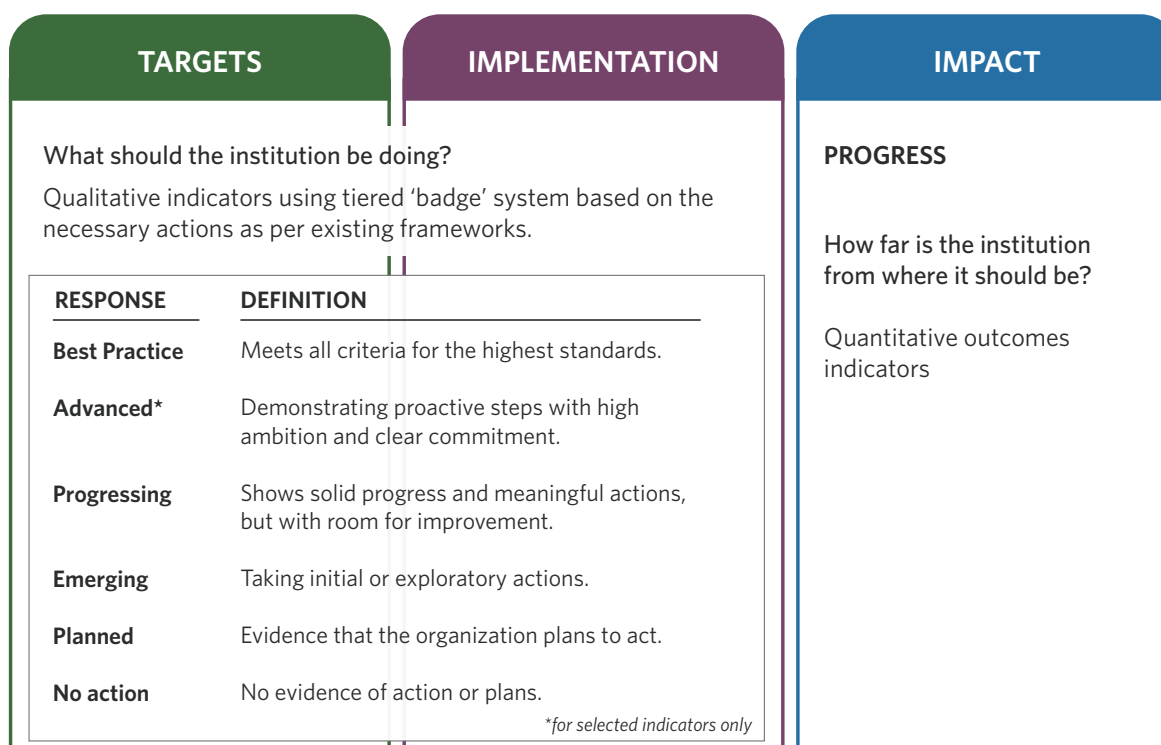 TARGETS
IMPLEMENTATION
IMPACT
What should the institution be doing?
Qualitative indicators using tiered ‘badge’ system based on the
necessary actions as per existing frameworks.
RESPONSE DEFINITION
Best Practice Meets all criteria for the highest standards.
Advanced* Demonstrating proactive steps with high
ambition and clear commitment.
Progressing Shows solid progress and meaningful actions,
but with room for improvement.
Emerging Taking initial or exploratory actions.
Planned Evidence that the organization plans to act.
No action No evidence of action or plans.
*for selected indicators only
PROGRESS
How far is the institution
from where it should be?
Quantitative outcomes
indicators